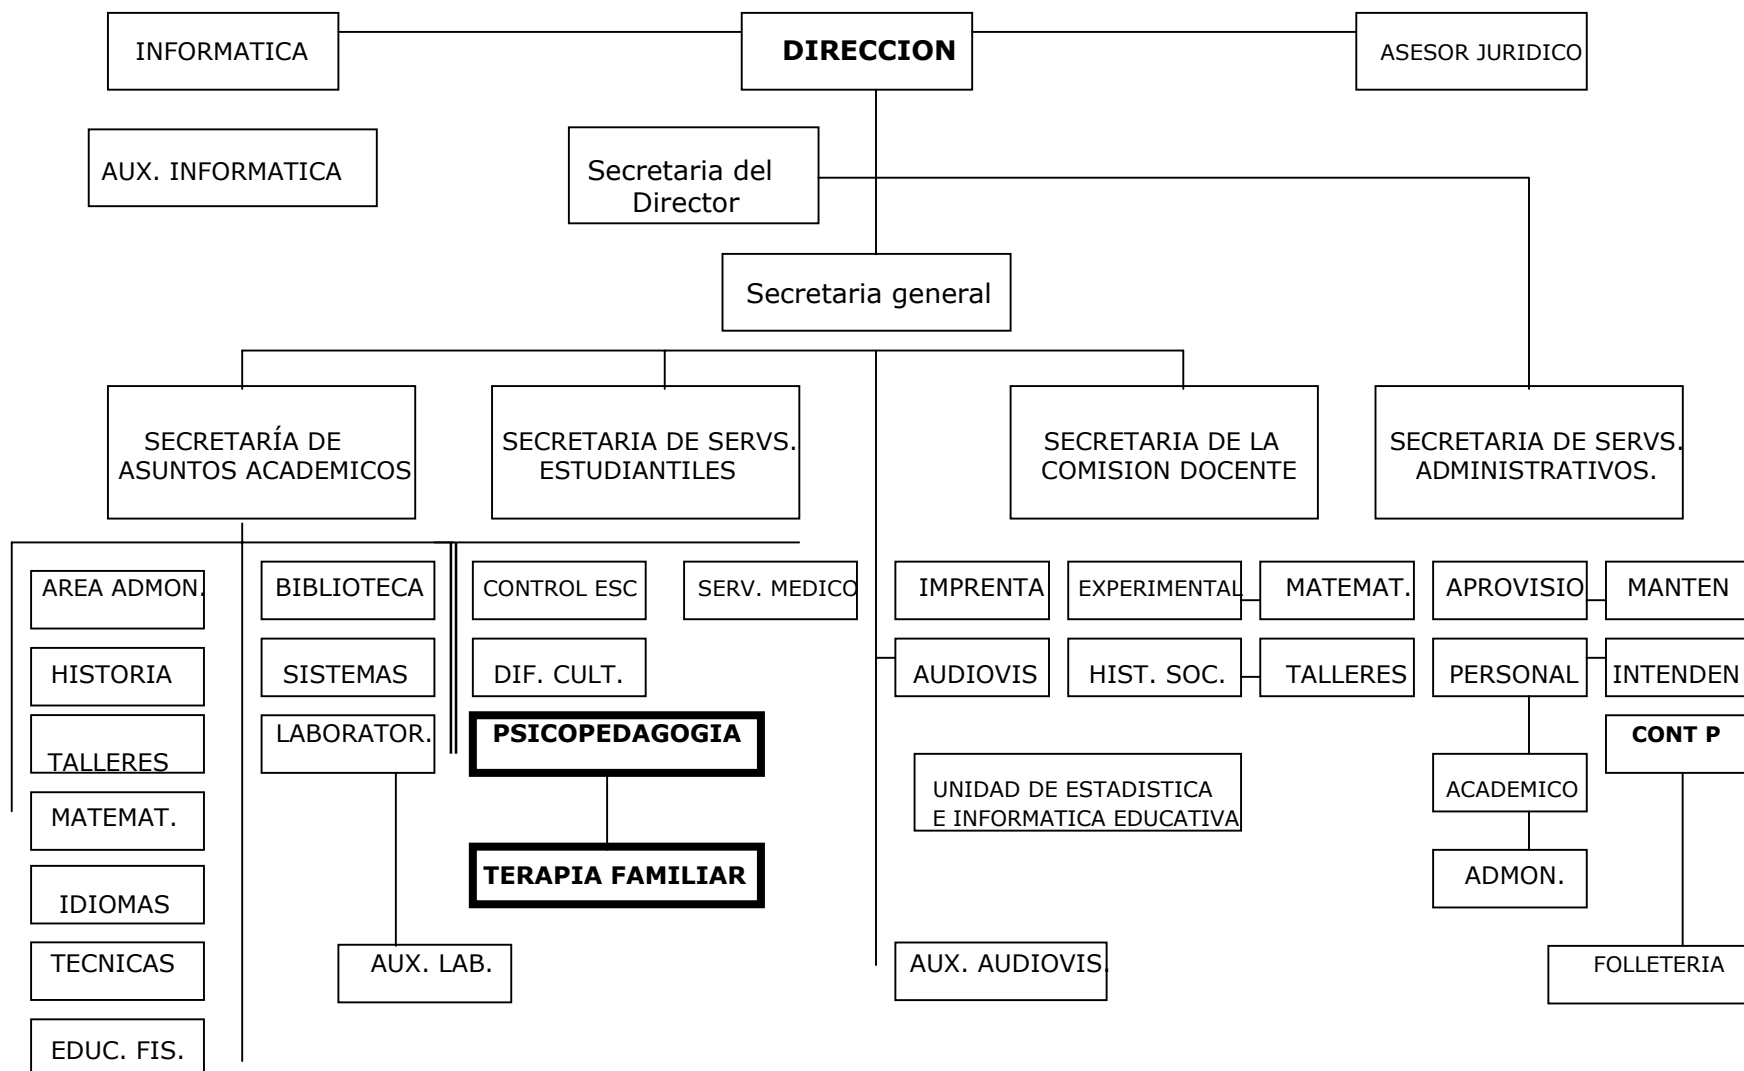 INFORMATICA
DIRECCION
ASESOR JURIDICO
AUX. INFORMATICA
Secretaria del
Director
Secretaria general
SECRETARÍA DE
ASUNTOS ACADEMICOS
SECRETARIA DE SERVS.
ESTUDIANTILES
SECRETARIA DE LA
COMISION DOCENTE
SECRETARIA DE SERVS.
ADMINISTRATIVOS.
AREA ADMON.
BIBLIOTECA
CONTROL ESC
SERV. MEDICO
IMPRENTA
EXPERIMENTAL
MATEMAT.
APROVISIO
MANTEN
HISTORIA
SISTEMAS
DIF. CULT.
AUDIOVIS
HIST. SOC.
TALLERES
PERSONAL
INTENDEN
TALLERES
LABORATOR.
PSICOPEDAGOGIA
CONT P
UNIDAD DE ESTADISTICA
E INFORMATICA EDUCATIVA
ACADEMICO
MATEMAT.
TERAPIA FAMILIAR
ADMON.
IDIOMAS
TECNICAS
AUX. LAB.
AUX. AUDIOVIS.
FOLLETERIA
EDUC. FIS.